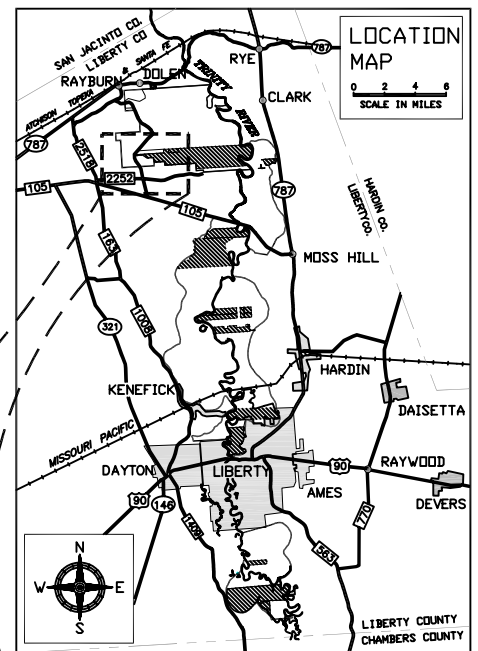 LOCATION
MAP
0 2 4 6
SCALE IN MILES
SAN JACINTO CO.
LIBERTY CO
ATCHISON TOPEKA & SANTA FE
RAYBURN
DOLEN
RYE
787
TRINITY RIVER
CLARK
787
2518
2252
105
105
787
HARDIN CO.
LIBERTY CO.
163
MOSS HILL
321
1008
HARDIN
KENEFICK
DAISETTA
MISSOURI PACIFIC
DAYTON
LIBERTY
90
RAYWOOD
AMES
DEVERS
90
146
1409
770
563
N
W E
S
LIBERTY COUNTY
CHAMBERS COUNTY